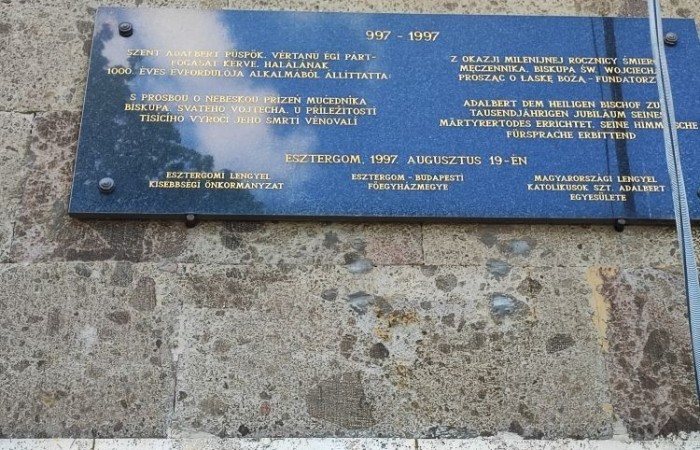 997 - 1997
SZENT ADALBERT PÜSPÖK, VÉRTANÚ ÉGI PÁRT-
FOGÁSÁT KÉRVE, HALÁLÁNAK
1000. ÉVES ÉVFORDULÓJA ALKALMÁBÓL ÁLLÍTTATTA:
S PROSBOU O NEBESKOU PŘÍZEŇ MUČEDNÍKA
BISKUPA, SVATÉHO VOJTĚCHA, U PŘÍLEŽITOSTI
TISÍCÍHO VÝROČÍ JEHO SMRTI VĚNOVALI
Z OKAZJI MILENIJNEJ ROCZNICY ŚMIERC
MĘCZENNIKA, BISKUPA ŚW. WOJCIECHA,
PROSZĄC O ŁASKĘ BOŻĄ - FUNDATORZY
ADALBERT DEM HEILIGEN BISCHOF ZUM
TAUSENDJÄHRIGEN JUBILÄUM SEINES
MÄRTYRERTODES ERRICHTET, SEINE HIMMLISCHE
FÜRSPRACHE ERBITTEND
ESZTERGOM, 1997. AUGUSZTUS 19-ÉN
ESZTERGOMI LENGYEL
KISEBBSÉGI ÖNKORMÁNYZAT
ESZTERGOM - BUDAPESTI
FŐEGYHÁZMEGYE
MAGYARORSZÁGI LENGYEL
KATOLIKUSOK SZT. ADALBERT
EGYESÜLETE